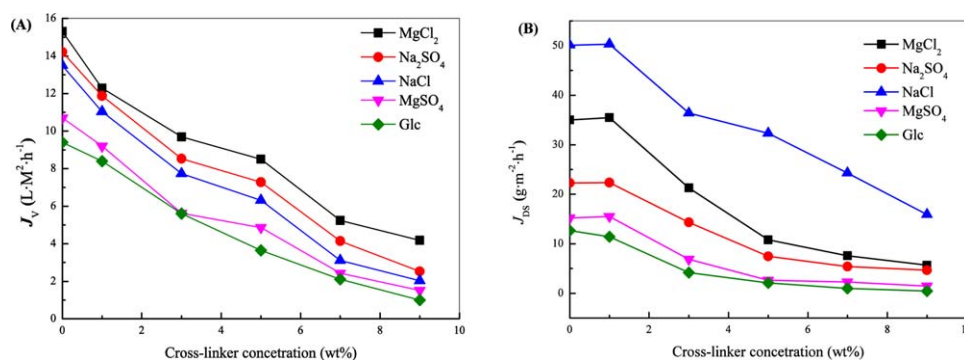 (A)
16
14
12
10
8
6
4
2
0
J_V (L·M²·h⁻¹)
MgCl₂
Na₂SO₄
NaCl
MgSO₄
Glc
0 2 4 6 8 10
Cross-linker concetration (wt%)
(B)
50
40
30
20
10
0
J_DS (g·m⁻²·h⁻¹)
MgCl₂
Na₂SO₄
NaCl
MgSO₄
Glc
0 2 4 6 8 10
Cross-linker concetration (wt%)